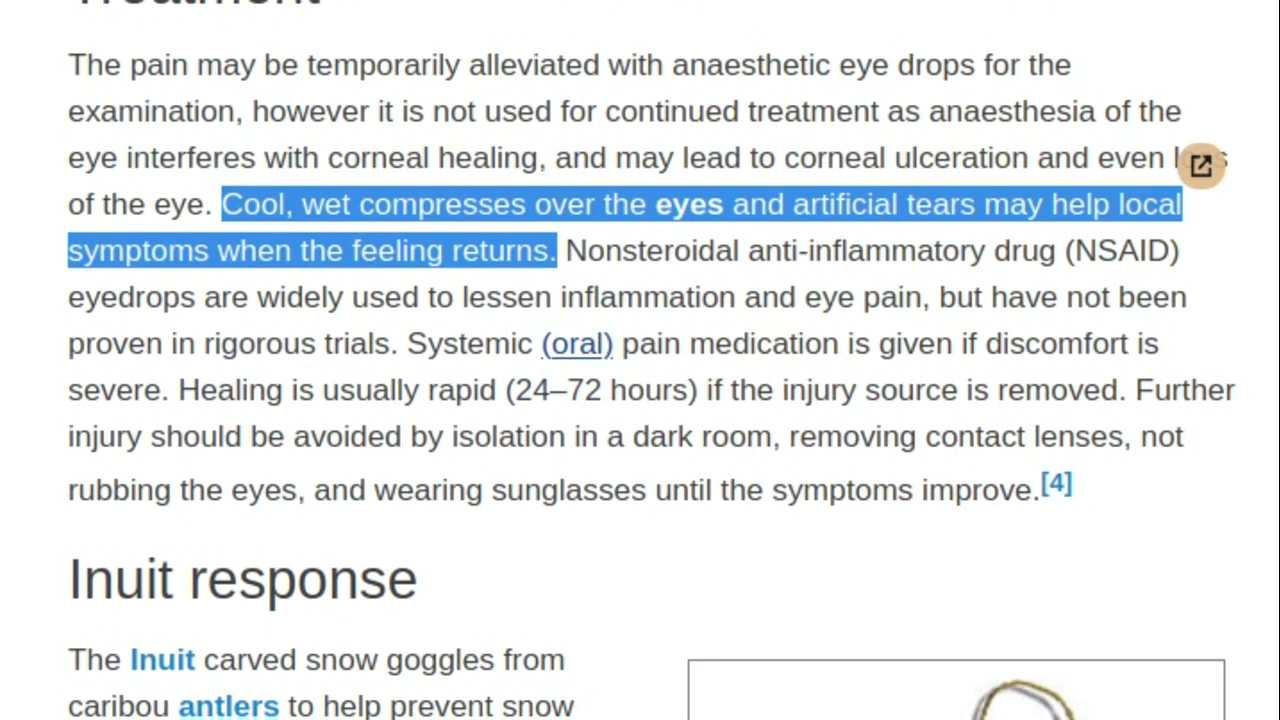 Treatment
The pain may be temporarily alleviated with anaesthetic eye drops for the
examination, however it is not used for continued treatment as anaesthesia of the
eye interferes with corneal healing, and may lead to corneal ulceration and even loss
of the eye. Cool, wet compresses over the eyes and artificial tears may help local
symptoms when the feeling returns. Nonsteroidal anti-inflammatory drug (NSAID)
eyedrops are widely used to lessen inflammation and eye pain, but have not been
proven in rigorous trials. Systemic (oral) pain medication is given if discomfort is
severe. Healing is usually rapid (24–72 hours) if the injury source is removed. Further
injury should be avoided by isolation in a dark room, removing contact lenses, not
rubbing the eyes, and wearing sunglasses until the symptoms improve.[4]
Inuit response
The Inuit carved snow goggles from
caribou antlers to help prevent snow